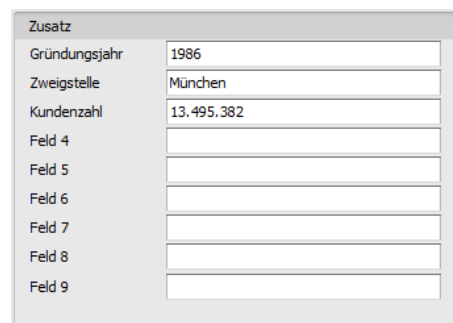 Zusatz
Gründungsjahr 1986
Zweigstelle München
Kundenzahl 13.495.382
Feld 4
Feld 5
Feld 6
Feld 7
Feld 8
Feld 9